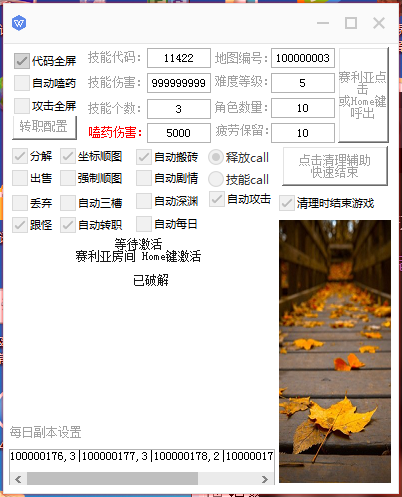 代码全屏 技能代码： 11422 地图编号： 100000003 赛利亚点击
或Home键
呼出
自动嗑药 技能伤害： 999999999 难度等级： 5
攻击全屏 技能个数： 3 角色数量： 10
转职配置 嗑药伤害： 5000 疲劳保留： 10
分解 坐标顺图 自动搬砖 释放call 点击清理辅助
快速结束
出售 强制顺图 自动剧情 技能call
丢弃 自动三槽 自动深渊 自动攻击 清理时结束游戏
跟怪 自动转职 自动每日
等待激活
赛利亚房间 Home键激活
已破解
每日副本设置
100000176,3|100000177,3|100000178,2|10000017